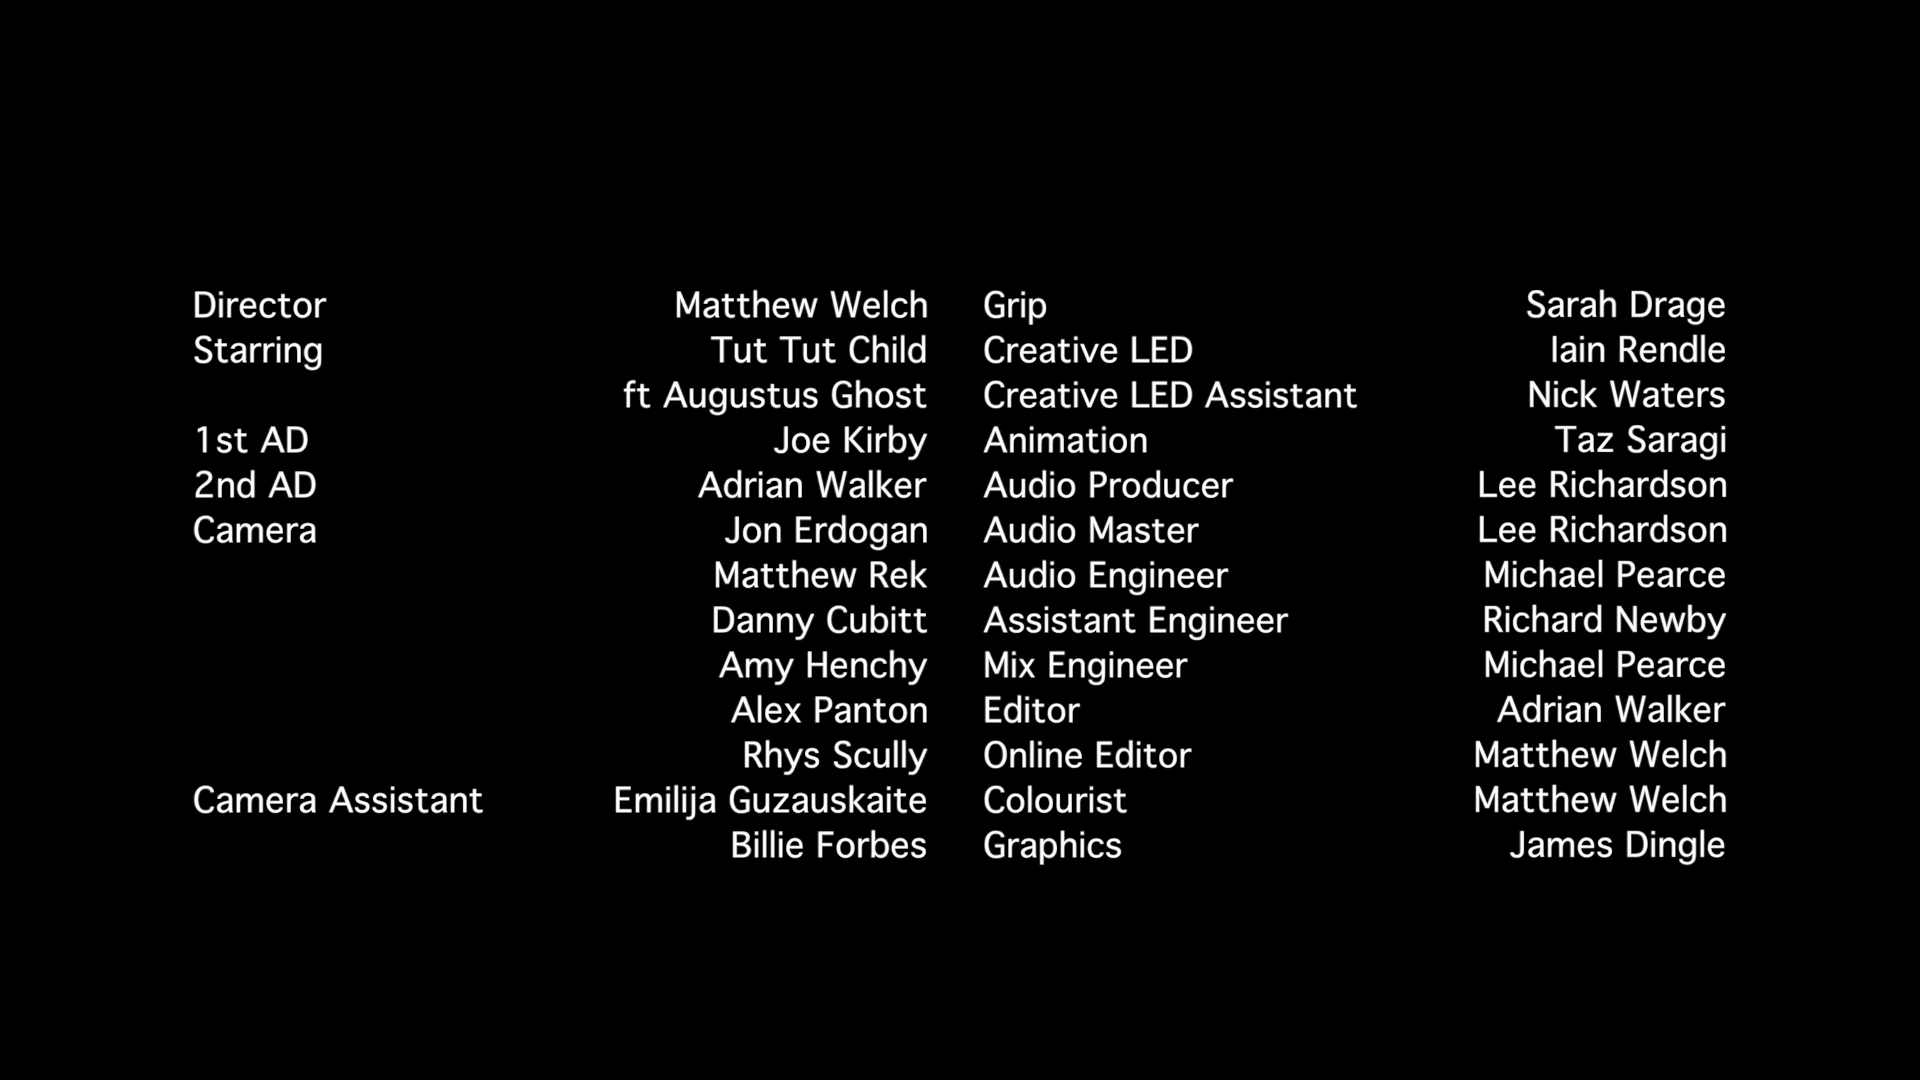 Director Matthew Welch
Starring Tut Tut Child
ft Augustus Ghost
1st AD Joe Kirby
2nd AD Adrian Walker
Camera Jon Erdogan
Matthew Rek
Danny Cubitt
Amy Henchy
Alex Panton
Rhys Scully
Camera Assistant Emilija Guzauskaite
Billie Forbes
Grip Sarah Drage
Creative LED Iain Rendle
Creative LED Assistant Nick Waters
Animation Taz Saragi
Audio Producer Lee Richardson
Audio Master Lee Richardson
Audio Engineer Michael Pearce
Assistant Engineer Richard Newby
Mix Engineer Michael Pearce
Editor Adrian Walker
Online Editor Matthew Welch
Colourist Matthew Welch
Graphics James Dingle